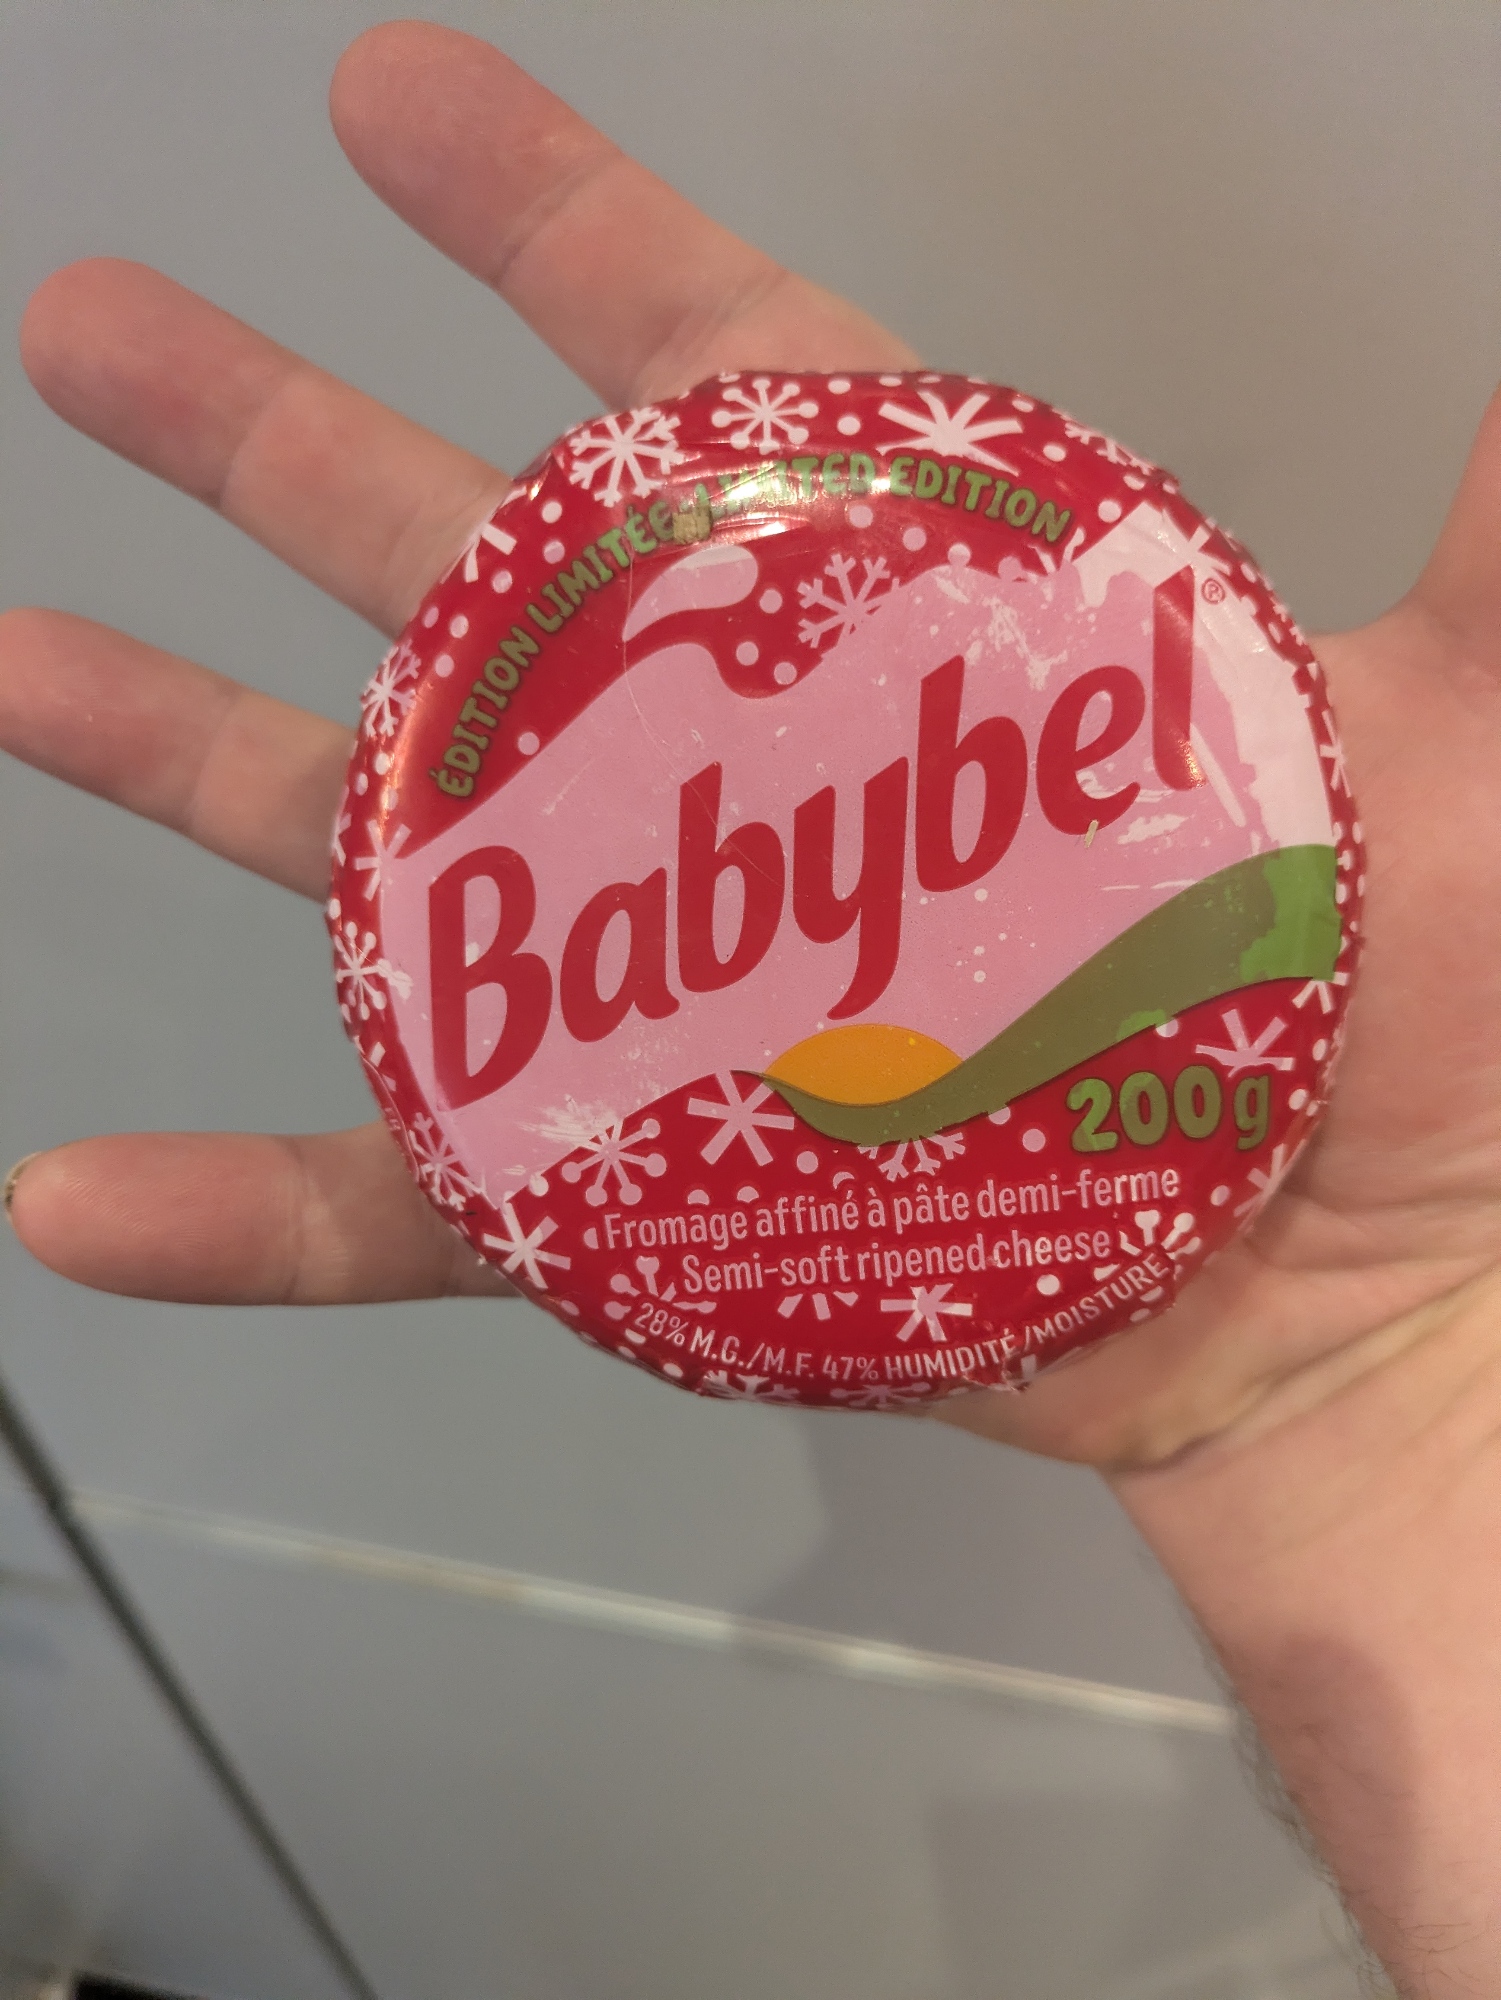 ÉDITION LIMITÉE-LIMITED EDITION
Babybel®
200g
Fromage affiné à pâte demi-ferme
Semi-soft ripened cheese
28% M.G./M.F. 47% HUMIDITÉ/MOISTURE